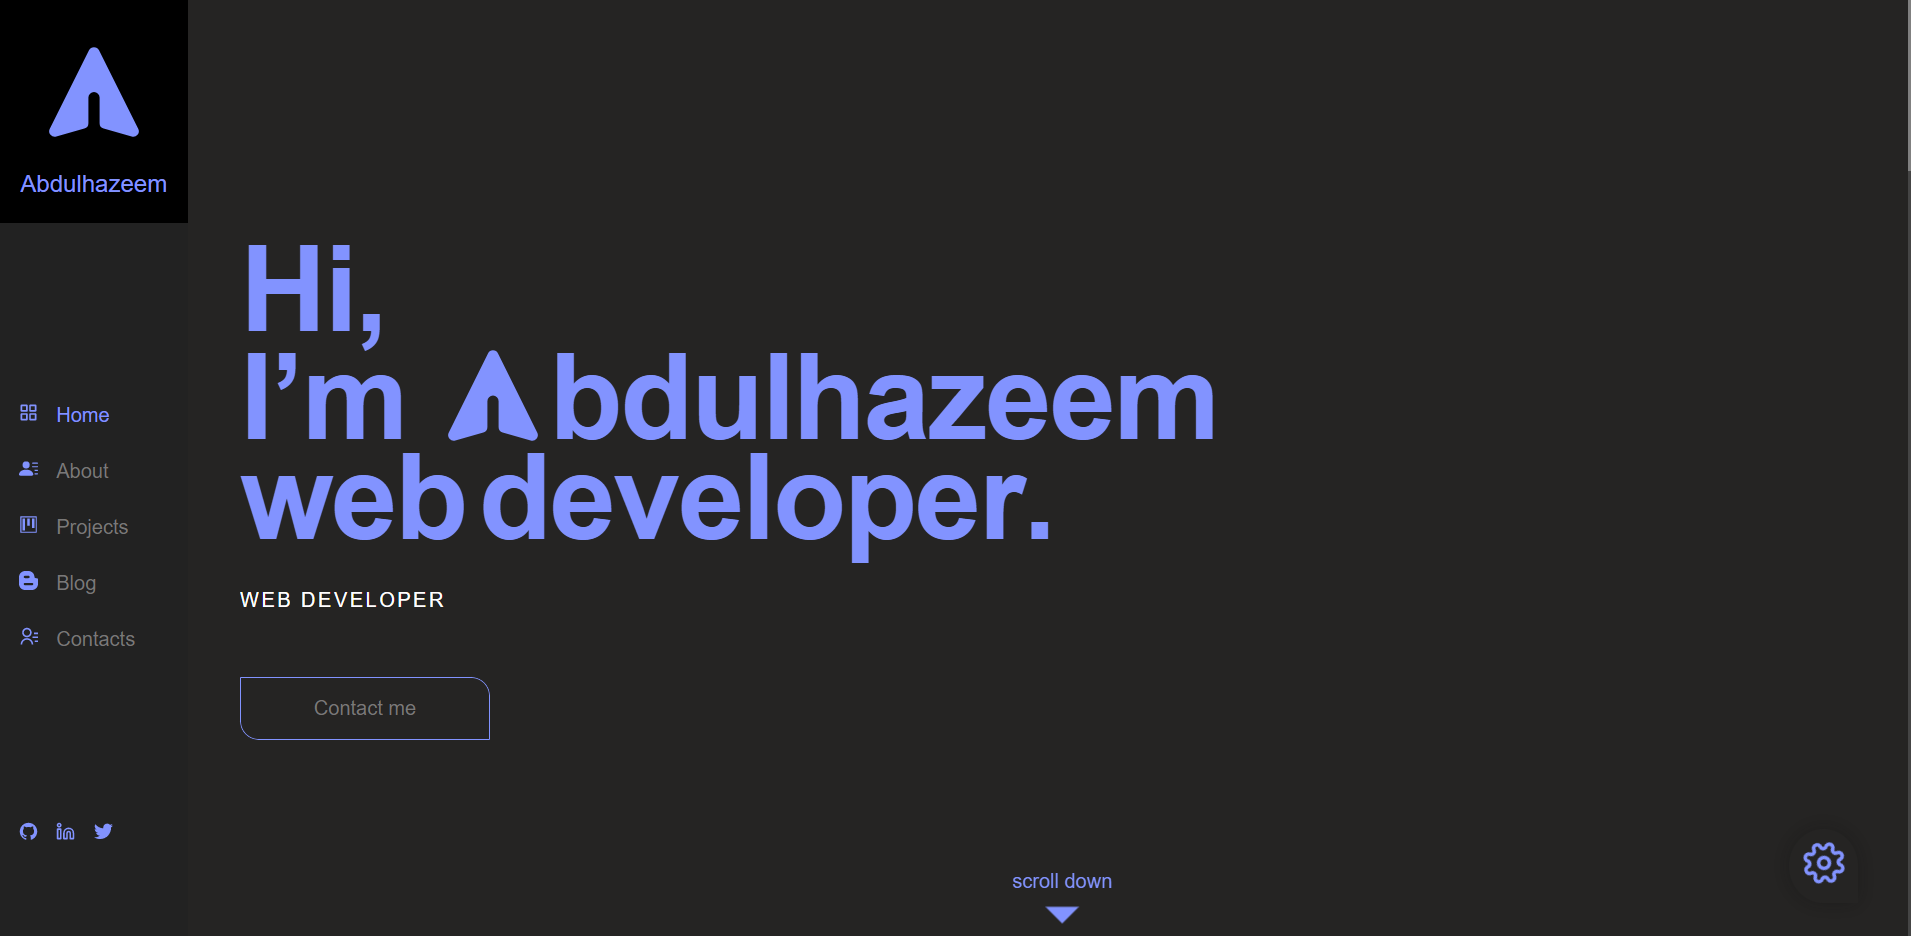 Abdulhazeem
Home
About
Projects
Blog
Contacts
Hi,
I’m Abdulhazeem
web developer.
WEB DEVELOPER
Contact me
scroll down